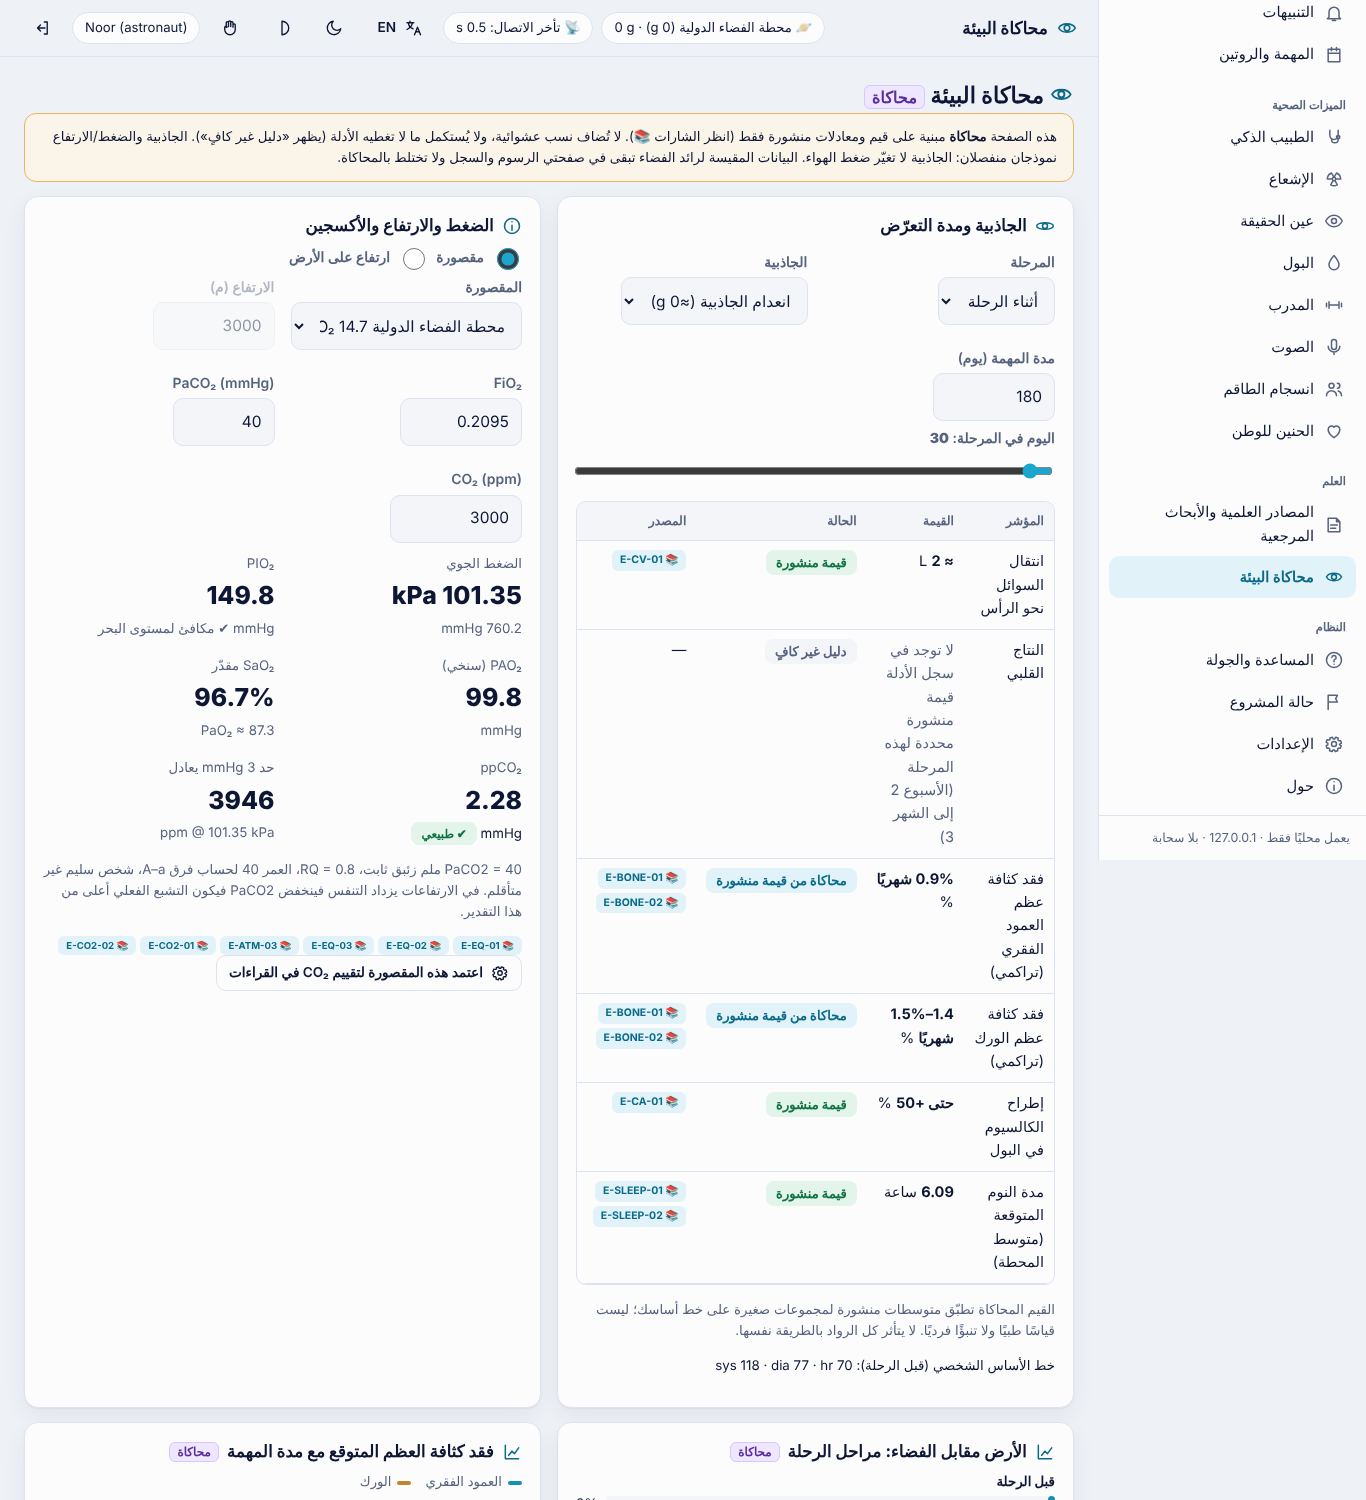 محاكاة البيئة
🪐 محطة الفضاء الدولية (0 g) · 0 g
📡 تأخر الاتصال: 0.5 s
EN
Noor (astronaut)
التنبيهات
المهمة والروتين
الميزات الصحية
الطبيب الذكي
الإشعاع
عين الحقيقة
البول
المدرب
الصوت
انسجام الطاقم
الحنين للوطن
العلم
المصادر العلمية والأبحاث
المرجعية
محاكاة البيئة
النظام
المساعدة والجولة
حالة المشروع
الإعدادات
حول
يعمل محليًا فقط · 127.0.0.1 · بلا سحابة
محاكاة البيئة محاكاة
هذه الصفحة محاكاة مبنية على قيم ومعادلات منشورة فقط (انظر الشارات 📚). لا تُضاف نسب عشوائية، ولا يُستكمل ما لا تغطيه الأدلة (يظهر «دليل غير كافٍ»). الجاذبية والضغط/الارتفاع
نموذجان منفصلان: الجاذبية لا تغيّر ضغط الهواء. البيانات المقيسة لرائد الفضاء تبقى في صفحتي الرسوم والسجل ولا تختلط بالمحاكاة.
الجاذبية ومدة التعرّض
المرحلة
الجاذبية
أثناء الرحلة
انعدام الجاذبية (≈0 g)
مدة المهمة (يوم)
180
اليوم في المرحلة: 30
المؤشر القيمة الحالة المصدر
انتقال
السوائل
نحو الرأس
≈ 2 L
قيمة منشورة
📚 E-CV-01
النتاج
القلبي
لا توجد في
سجل الأدلة
قيمة
منشورة
محددة لهذه
المرحلة
(الأسبوع 2
إلى الشهر
3)
دليل غير كافٍ
—
فقد كثافة
عظم
العمود
الفقري
(تراكمي)
0.9% شهريًا
%
محاكاة من قيمة منشورة
📚 E-BONE-01
📚 E-BONE-02
فقد كثافة
عظم الورك
(تراكمي)
1.4–1.5%
شهريًا %
محاكاة من قيمة منشورة
📚 E-BONE-01
📚 E-BONE-02
إطراح
الكالسيوم
في البول
حتى +50 %
قيمة منشورة
📚 E-CA-01
مدة النوم
المتوقعة
(متوسط
المحطة)
6.09 ساعة
قيمة منشورة
📚 E-SLEEP-01
📚 E-SLEEP-02
القيم المحاكاة تطبّق متوسطات منشورة لمجموعات صغيرة على خط أساسك؛ ليست
قياسًا طبيًا ولا تنبؤًا فرديًا. لا يتأثر كل الرواد بالطريقة نفسها.
خط الأساس الشخصي (قبل الرحلة): sys 118 · dia 77 · hr 70
الضغط والارتفاع والأكسجين
مقصورة
ارتفاع على الأرض
المقصورة
الارتفاع (م)
محطة الفضاء الدولية 14.7
3000
FiO₂
PaCO₂ (mmHg)
0.2095
40
CO₂ (ppm)
3000
الضغط الجوي
PIO₂
101.35 kPa
149.8
760.2 mmHg
mmHg ✔ مكافئ لمستوى البحر
PAO₂ (سنخي)
SaO₂ مقدّر
99.8
96.7%
mmHg
PaO₂ ≈ 87.3
ppCO₂
حد 3 mmHg يعادل
2.28
3946
mmHg ✔ طبيعي
ppm @ 101.35 kPa
PaCO2 = 40 ملم زئبق ثابت، RQ = 0.8، العمر 40 لحساب فرق A–a، شخص سليم غير
متأقلم. في الارتفاعات يزداد التنفس فينخفض PaCO2 فيكون التشبع الفعلي أعلى من
هذا التقدير.
📚 E-EQ-01 📚 E-EQ-02 📚 E-EQ-03 📚 E-ATM-03 📚 E-CO2-01 📚 E-CO2-02
اعتمد هذه المقصورة لتقييم CO₂ في القراءات
الأرض مقابل الفضاء: مراحل الرحلة محاكاة
قبل الرحلة
فقد كثافة العظم المتوقع مع مدة المهمة محاكاة
العمود الفقري الورك